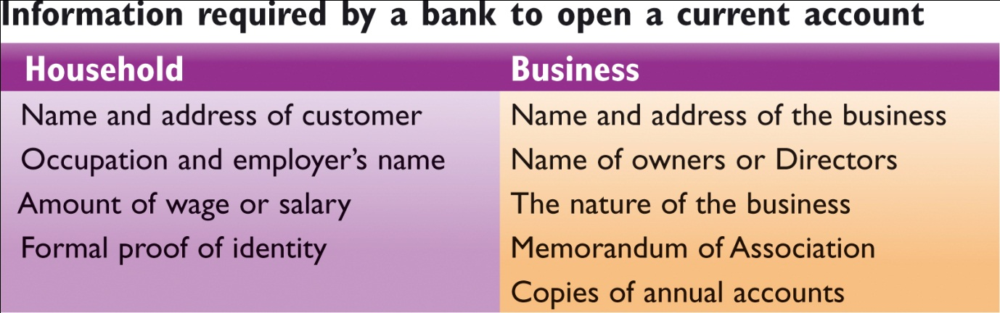 Information required by a bank to open a current account
Household
Business
Name and address of customer
Name and address of the business
Occupation and employer’s name
Name of owners or Directors
Amount of wage or salary
The nature of the business
Formal proof of identity
Memorandum of Association
Copies of annual accounts